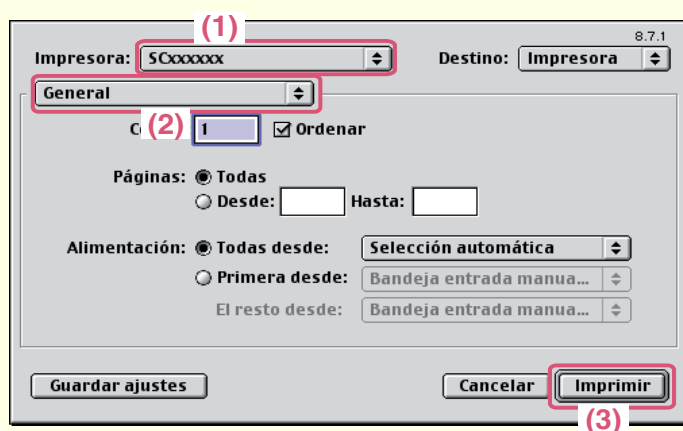 (1)
8.7.1
Impresora: SCxxxxxx Destino: Impresora
General
(2) 1 Ordenar
Páginas: Todas
Desde: Hasta:
Alimentación: Todas desde: Selección automática
Primera desde: Bandeja entrada manua...
El resto desde: Bandeja entrada manua...
Guardar ajustes Cancelar Imprimir
(3)